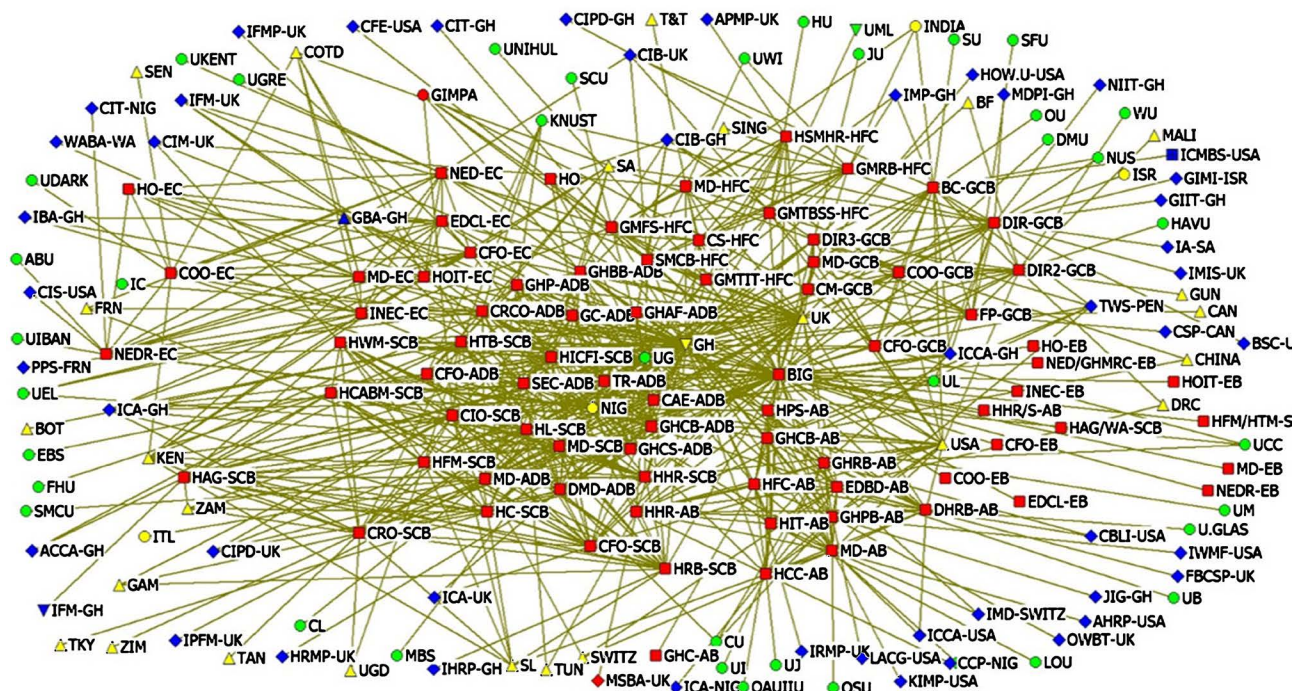 CIPD-GH
T&T
APMP-UK
HU
UML
INDIA
SU
SFU
IFMP-UK
CFE-USA
CIT-GH
UNIHUL
CIB-UK
UWI
JU
COTD
UKENT
SEN
UGRE
SCU
HOW.U-USA
NIIT-GH
GIMPA
IMP-GH
MDPI-GH
BF
CIT-NIG
IFM-UK
KNUST
SING
OU
WU
MALI
WABA-WA
CIM-UK
CIB-GH
HSMHR-HFC
DMU
NUS
ICMBS-USA
ISR
UDARK
HO-EC
NED-EC
HO
SA
MD-HFC
GMRB-HFC
BC-GCB
GIMI-ISR
GIIT-GH
IBA-GH
GBA-GH
EDCL-EC
GMFS-HFC
GMTBSS-HFC
DIR-GCB
HAVU
CS-HFC
DIR3-GCB
IA-SA
ABU
CFO-EC
SMCB-HFC
MD-GCB
IC
COO-EC
MD-EC
HOIT-EC
GHBB-ADB
GMTIT-HFC
COO-GCB
DIR2-GCB
IMIS-UK
CIS-USA
GHP-ADB
CM-GCB
GUN
FRN
INEC-EC
CRCO-ADB
GC-ADB
GHAF-ADB
UK
FP-GCB
TWS-PEN
CAN
UIBAN
HWM-SCB
HTB-SCB
GH
CFO-GCB
HO-EB
CSP-CAN
BSC-U
NEDR-EC
HICFI-SCB
UG
ICCA-GH
NED/GHMRC-EB
CHINA
PPS-FRN
CFO-ADB
SEC-ADB
TR-ADB
BIG
UL
HOIT-EB
UEL
HCABM-SCB
INEC-EB
ICA-GH
CIO-SCB
NIG
CAE-ADB
HPS-AB
HHR/S-AB
DRC
HFM/HTM-S
BOT
HL-SCB
GHCB-ADB
GHCB-AB
HAG/WA-SCB
USA
CFO-EB
UCC
EBS
KEN
MD-SCB
GHCS-ADB
HFM-SCB
GHRB-AB
MD-EB
FHU
HAG-SCB
MD-ADB
HHR-SCB
HFC-AB
EDBD-AB
COO-EB
NEDR-EB
DMD-ADB
SMCU
ZAM
HC-SCB
HHR-AB
HIT-AB
GHPB-AB
DHRB-AB
EDCL-EB
UM
ITL
CRO-SCB
U.GLAS
CBLI-USA
ACCA-GH
CIPD-UK
CFO-SCB
MD-AB
IWMF-USA
HRB-SCB
HCC-AB
FBCSP-UK
GAM
ICA-UK
JIG-GH
UB
IFM-GH
IMD-SWITZ
AHRP-USA
CL
ICCA-USA
OWBT-UK
TKY
ZIM
IPFM-UK
CU
IRMP-UK
TAN
HRMP-UK
MBS
SWITZ
GHC-AB
UGD
IHRP-GH
SL
TUN
UI
UJ
LACG-USA
CCP-NIG
LOU
MSBA-UK
ICA-NIG
OSU
KIMP-USA